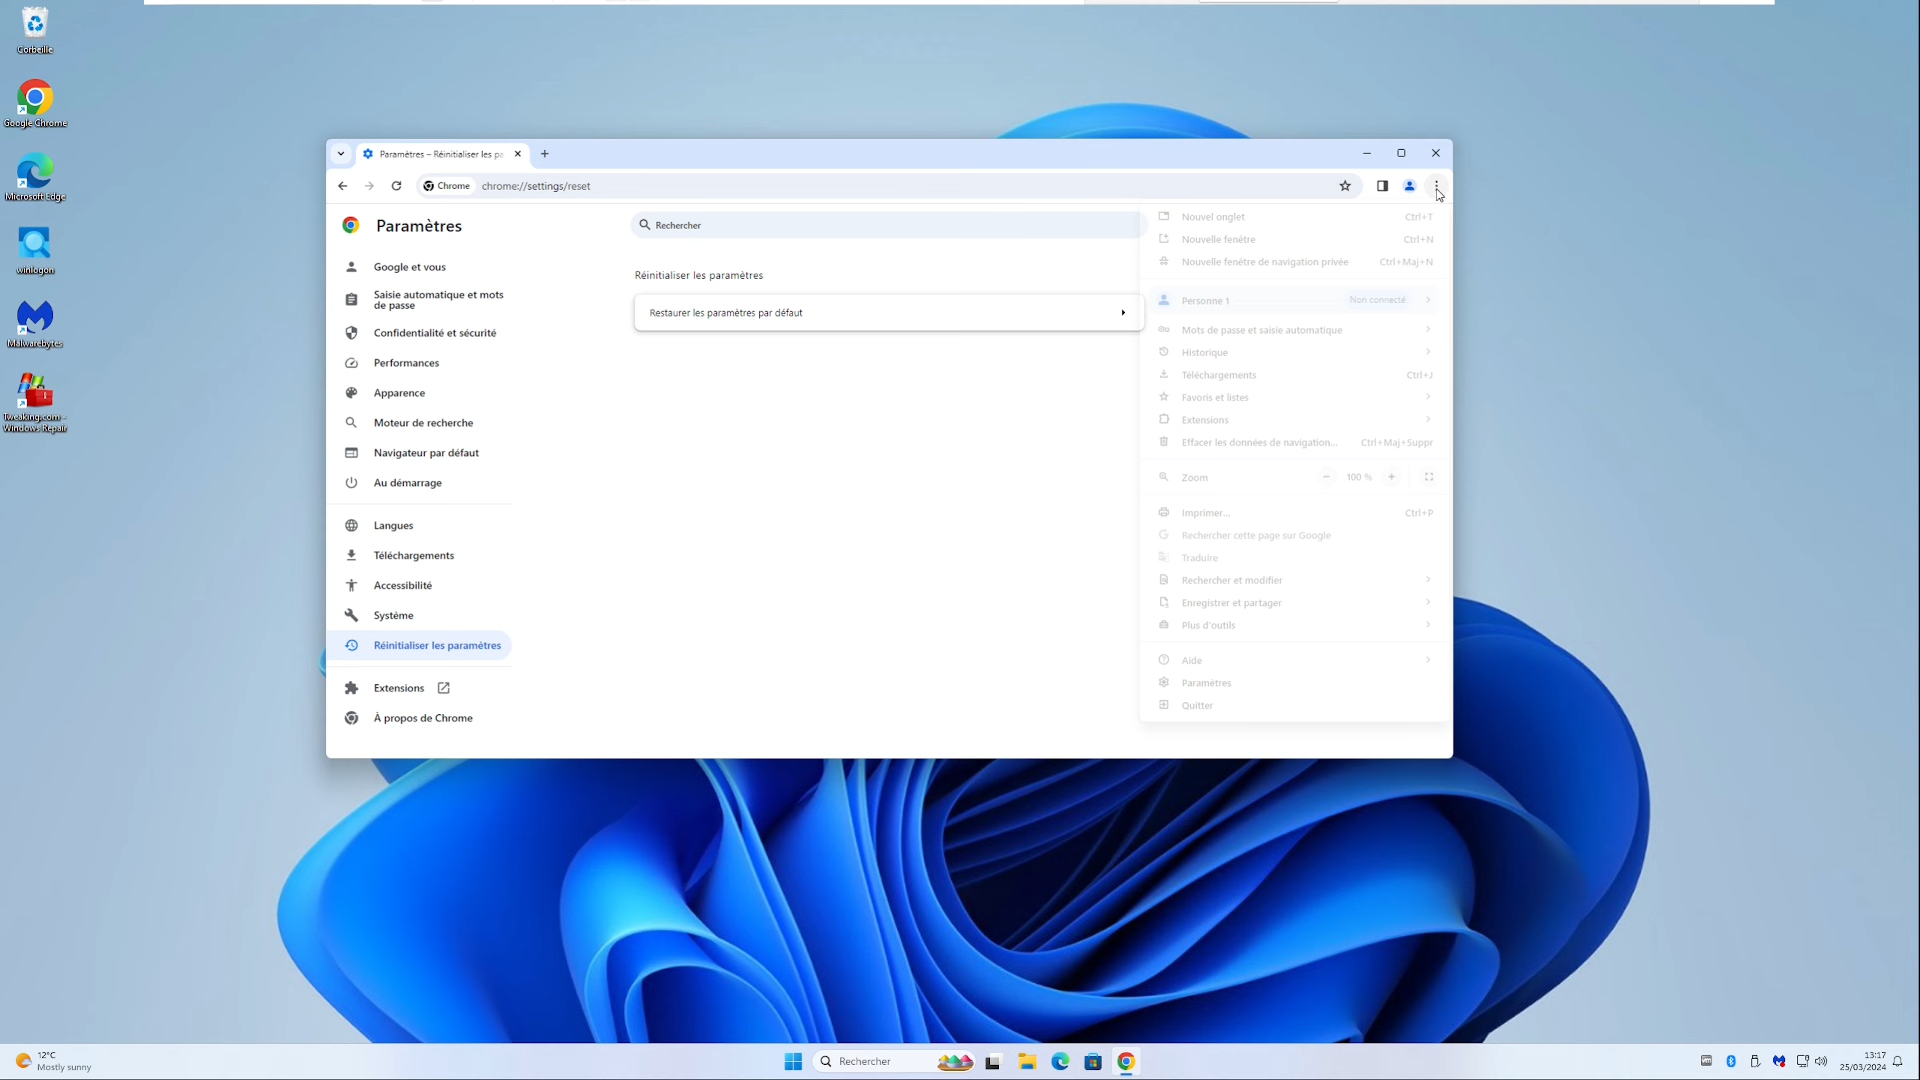 Corbeille
Google Chrome
Microsoft Edge
winlogon
Malwarebytes
Tweaking.com -
Windows Repair
Paramètres – Réinitialiser les pa
Chrome
chrome://settings/reset
Paramètres
Rechercher
Google et vous
Saisie automatique et mots
de passe
Confidentialité et sécurité
Performances
Apparence
Moteur de recherche
Navigateur par défaut
Au démarrage
Langues
Téléchargements
Accessibilité
Système
Réinitialiser les paramètres
Extensions
À propos de Chrome
Réinitialiser les paramètres
Restaurer les paramètres par défaut
Nouvel onglet Ctrl+T
Nouvelle fenêtre Ctrl+N
Nouvelle fenêtre de navigation privée Ctrl+Maj+N
Personne 1 Non connecté
Mots de passe et saisie automatique
Historique
Téléchargements Ctrl+J
Favoris et listes
Extensions
Effacer les données de navigation... Ctrl+Maj+Suppr
Zoom − 100 % +
Imprimer... Ctrl+P
Rechercher cette page sur Google
Traduire
Rechercher et modifier
Enregistrer et partager
Plus d'outils
Aide
Paramètres
Quitter
12°C
Mostly sunny
Rechercher
13:17
25/03/2024